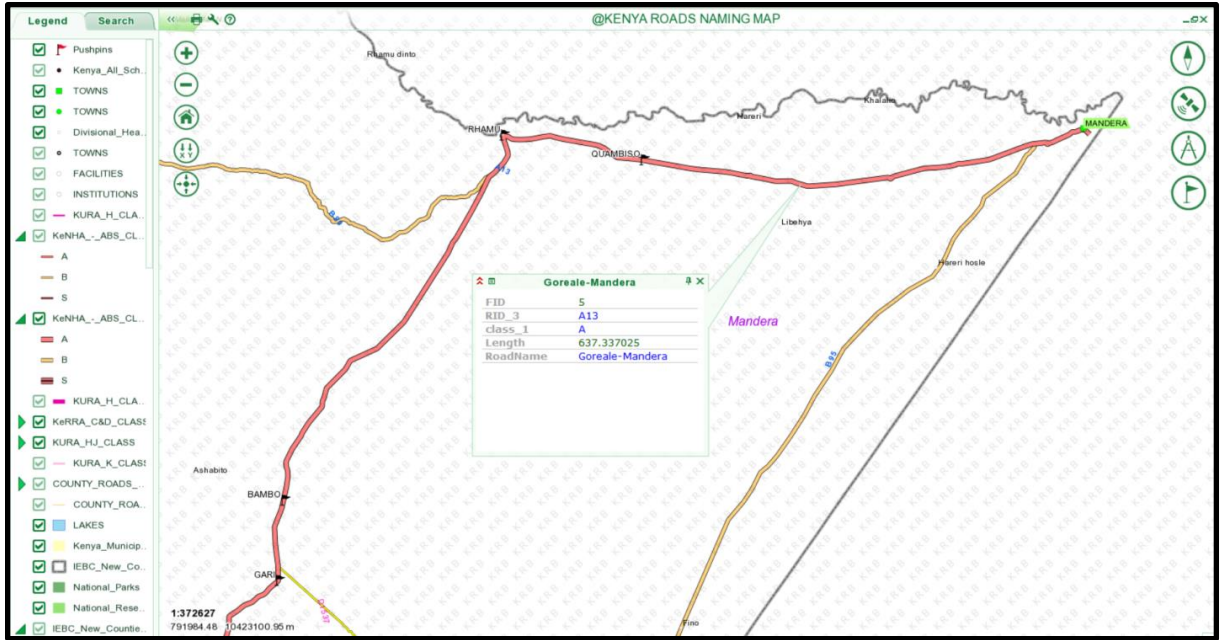 Legend
Search
@KENYA ROADS NAMING MAP
Pushpins
Kenya_All_Sch..
TOWNS
TOWNS
Divisional_Hea..
TOWNS
FACILITIES
INSTITUTIONS
KURA_H_CLA..
KeNHA_-_ABS_CL..
A
B
S
KeNHA_-_ABS_CL..
A
B
S
KURA_H_CLA..
KeRRA_C&D_CLASS
KURA_HJ_CLASS
KURA_K_CLASS
COUNTY_ROADS_..
COUNTY_ROA..
LAKES
Kenya_Municip..
IEBC_New_Co..
National_Parks
National_Rese..
IEBC_New_Countie..
Rhamu dinto
Khalalio
Hareri
MANDERA
RHAMU
QUAMBISO
A13
Libehya
Hareri hosle
Goreale-Mandera
FID 5
RID_3 A13
class_1 A
Length 637.337025
RoadName Goreale-Mandera
Mandera
B95
Ashabito
BAMBO
GARI
Fino
1:372627
791984.48 10423100.95 m